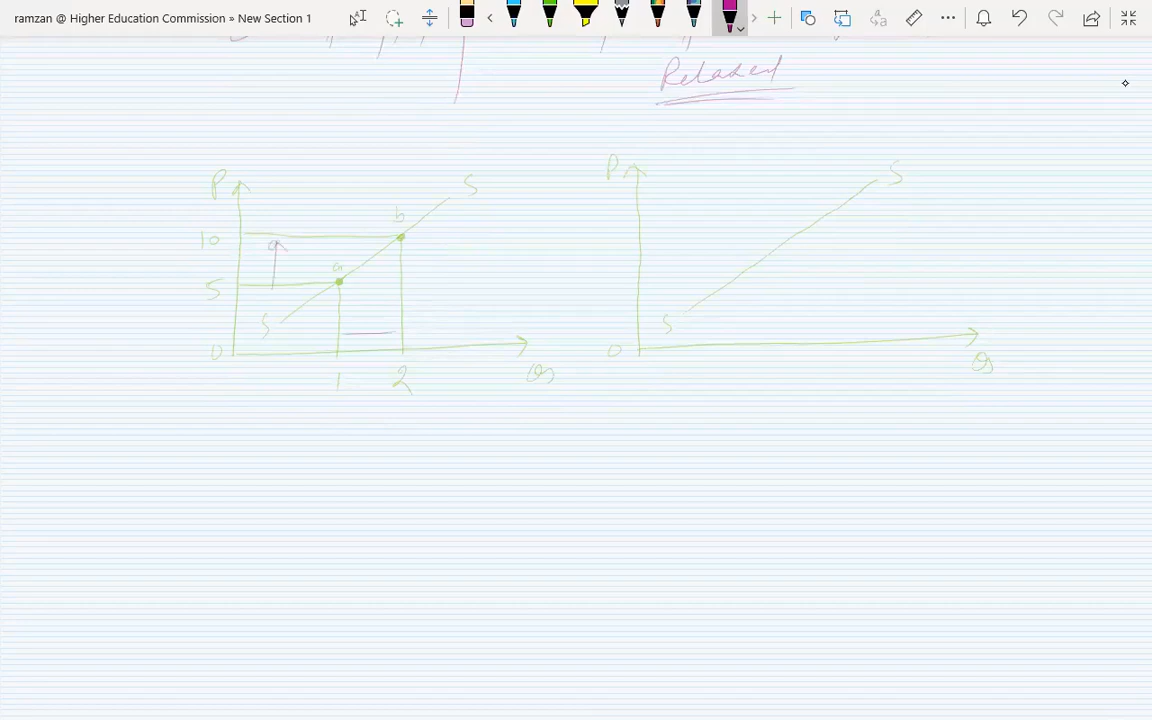 ramzan @ Higher Education Commission » New Section 1
Relaxed
P
S
b
10
a
5
S
0
1 2
Qs
P
S
S
0
Qs